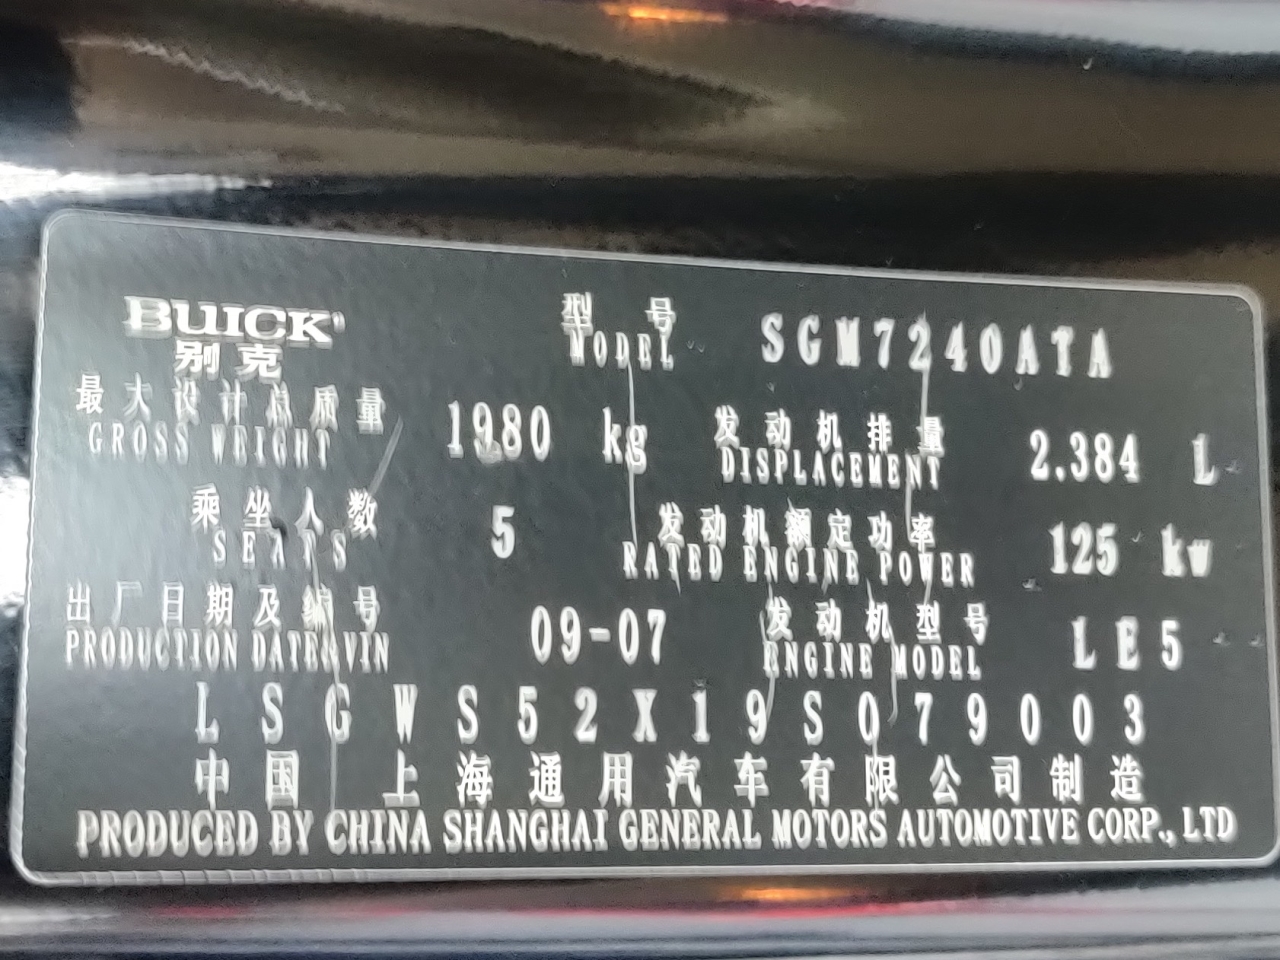 BUICK
别克
型号 SGM7240ATA
MODEL
最大设计总质量 1980 kg 发动机排量 2.384 L
GROSS WEIGHT DISPLACEMENT
乘坐人数 5 发动机额定功率 125 kw
SEATS RATED ENGINE POWER
出厂日期及编号 09-07 发动机型号 LE5
PRODUCTION DATE&VIN ENGINE MODEL
LSGWS52X19S079003
中国 上海通用汽车有限公司制造
PRODUCED BY CHINA SHANGHAI GENERAL MOTORS AUTOMOTIVE CORP., LTD